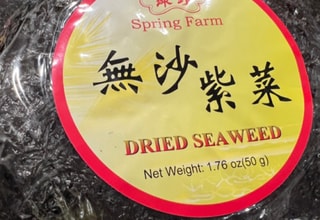 Spring Farm
無沙紫菜
DRIED SEAWEED
Net Weight: 1.76 oz(50 g)